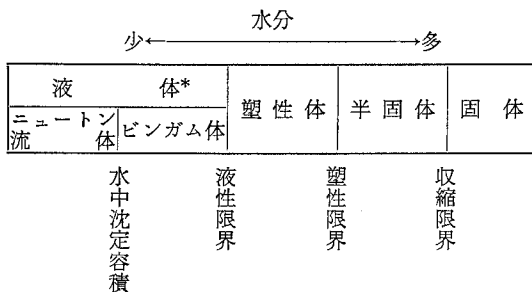 水分
少←→多
液体*
塑性体
半固体
固体
ニュートン流体
ビンガム体
水中沈定容積
液性限界
塑性限界
収縮限界